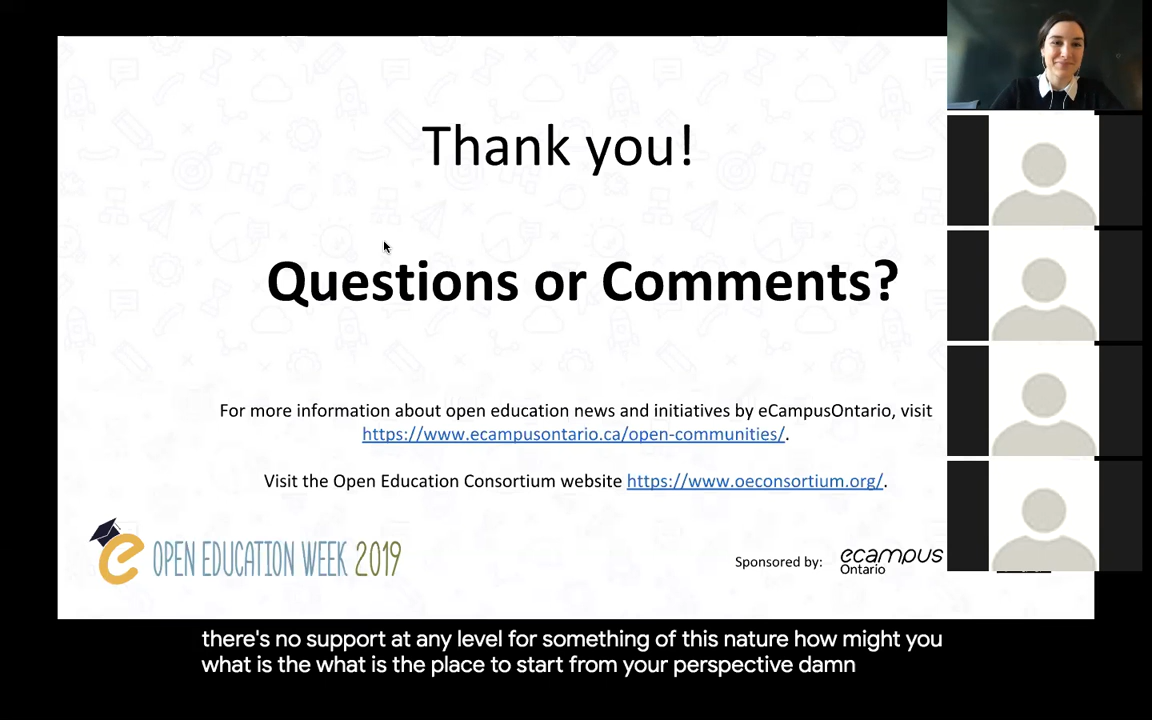 Thank you!
Questions or Comments?
For more information about open education news and initiatives by eCampusOntario, visit
https://www.ecampusontario.ca/open-communities/.
Visit the Open Education Consortium website https://www.oeconsortium.org/.
OPEN EDUCATION WEEK 2019
Sponsored by: ecampus
Ontario
there's no support at any level for something of this nature how might you
what is the what is the place to start from your perspective damn